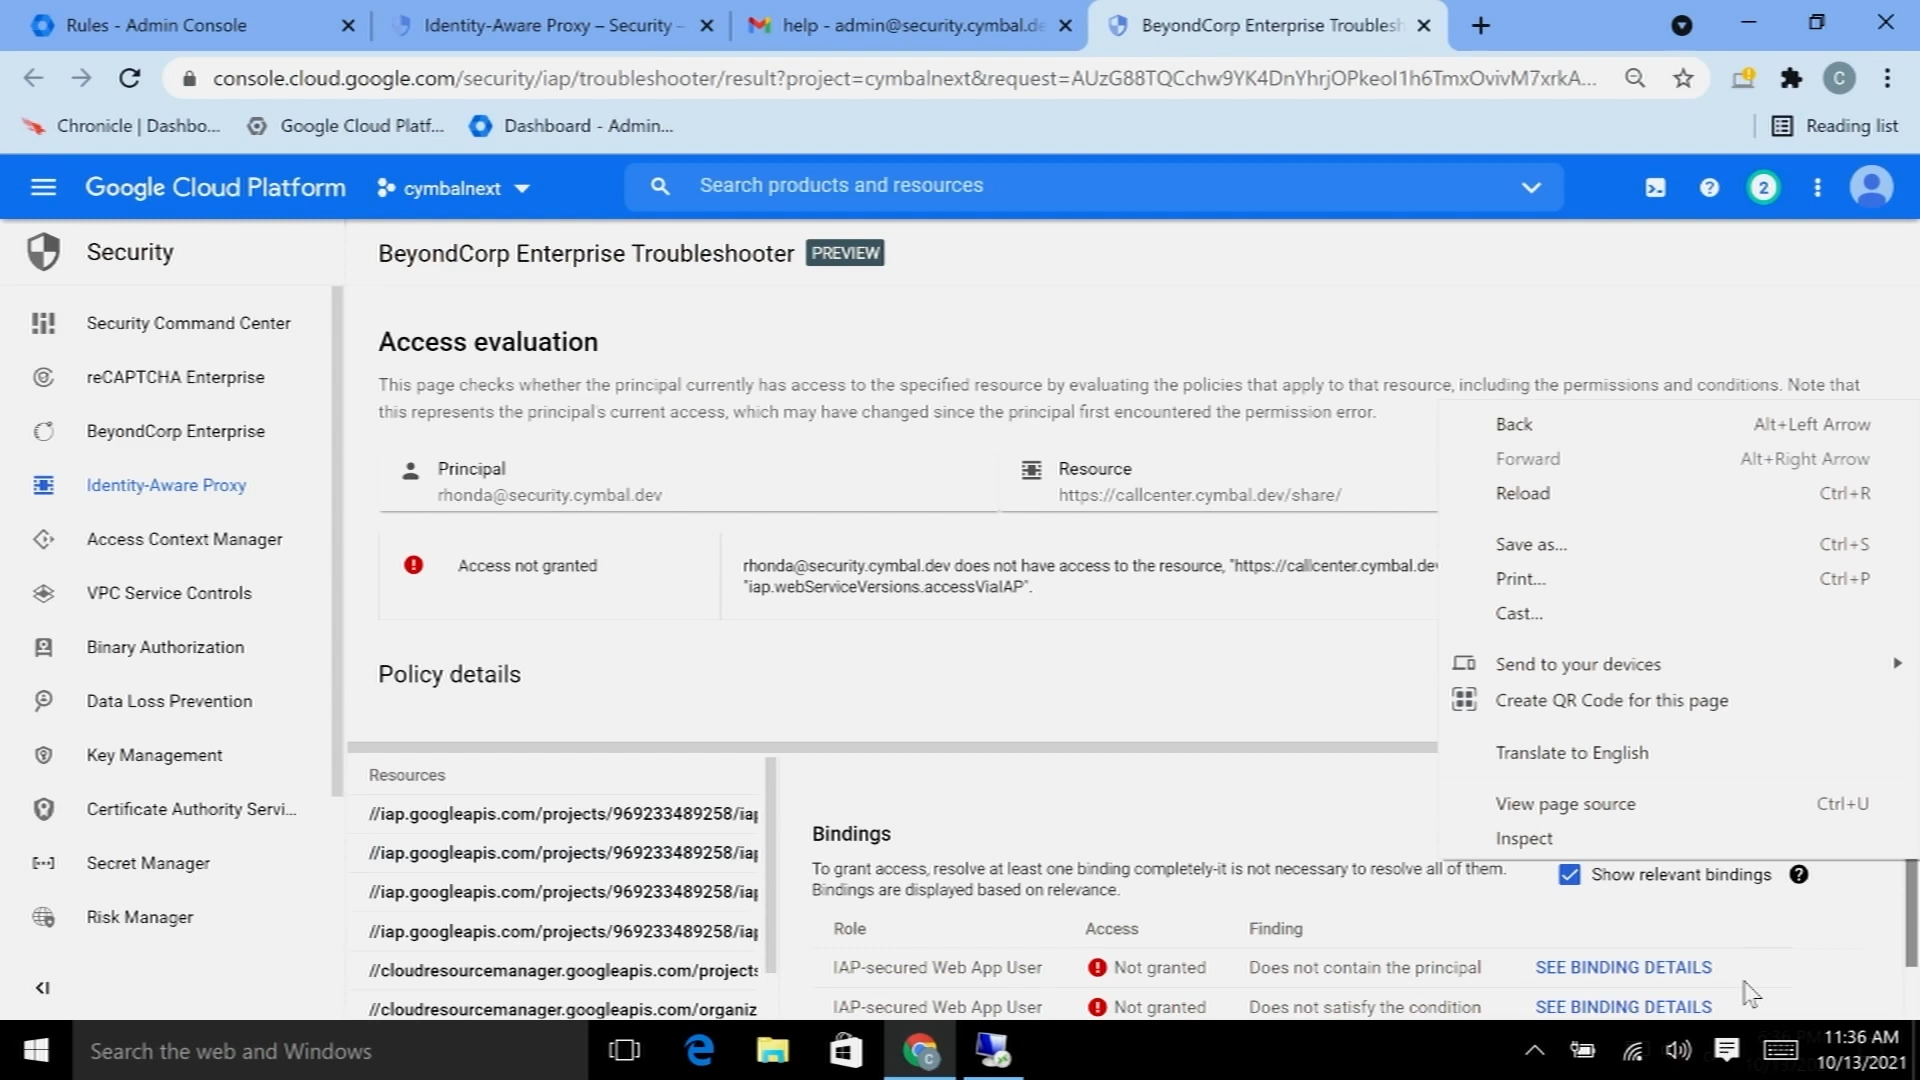 Rules - Admin Console
Identity-Aware Proxy – Security -
help - admin@security.cymbal.de
BeyondCorp Enterprise Troublesh
console.cloud.google.com/security/iap/troubleshooter/result?project=cymbalnext&request=AUzG88TQCchw9YK4DnYhrjOPkeoI1h6TmxOvivM7xrkA...
C
Chronicle | Dashbo...
Google Cloud Platf...
Dashboard - Admin...
Reading list
Google Cloud Platform
cymbalnext
Search products and resources
2
Security
BeyondCorp Enterprise Troubleshooter PREVIEW
Security Command Center
reCAPTCHA Enterprise
BeyondCorp Enterprise
Identity-Aware Proxy
Access Context Manager
VPC Service Controls
Binary Authorization
Data Loss Prevention
Key Management
Certificate Authority Servi...
Secret Manager
Risk Manager
Access evaluation
This page checks whether the principal currently has access to the specified resource by evaluating the policies that apply to that resource, including the permissions and conditions. Note that
this represents the principal's current access, which may have changed since the principal first encountered the permission error.
Principal
rhonda@security.cymbal.dev
Resource
https://callcenter.cymbal.dev/share/
Access not granted
rhonda@security.cymbal.dev does not have access to the resource, "https://callcenter.cymbal.dev
"iap.webServiceVersions.accessViaIAP".
Policy details
Resources
//iap.googleapis.com/projects/969233489258/iap
//iap.googleapis.com/projects/969233489258/iap
//iap.googleapis.com/projects/969233489258/iap
//iap.googleapis.com/projects/969233489258/iap
//cloudresourcemanager.googleapis.com/projects
//cloudresourcemanager.googleapis.com/organiz
Bindings
To grant access, resolve at least one binding completely-it is not necessary to resolve all of them.
Bindings are displayed based on relevance.
Show relevant bindings
Role Access Finding
IAP-secured Web App User Not granted Does not contain the principal SEE BINDING DETAILS
IAP-secured Web App User Not granted Does not satisfy the condition SEE BINDING DETAILS
Back Alt+Left Arrow
Forward Alt+Right Arrow
Reload Ctrl+R
Save as... Ctrl+S
Print... Ctrl+P
Cast...
Send to your devices
Create QR Code for this page
Translate to English
View page source Ctrl+U
Inspect
Search the web and Windows
11:36 AM
10/13/2021